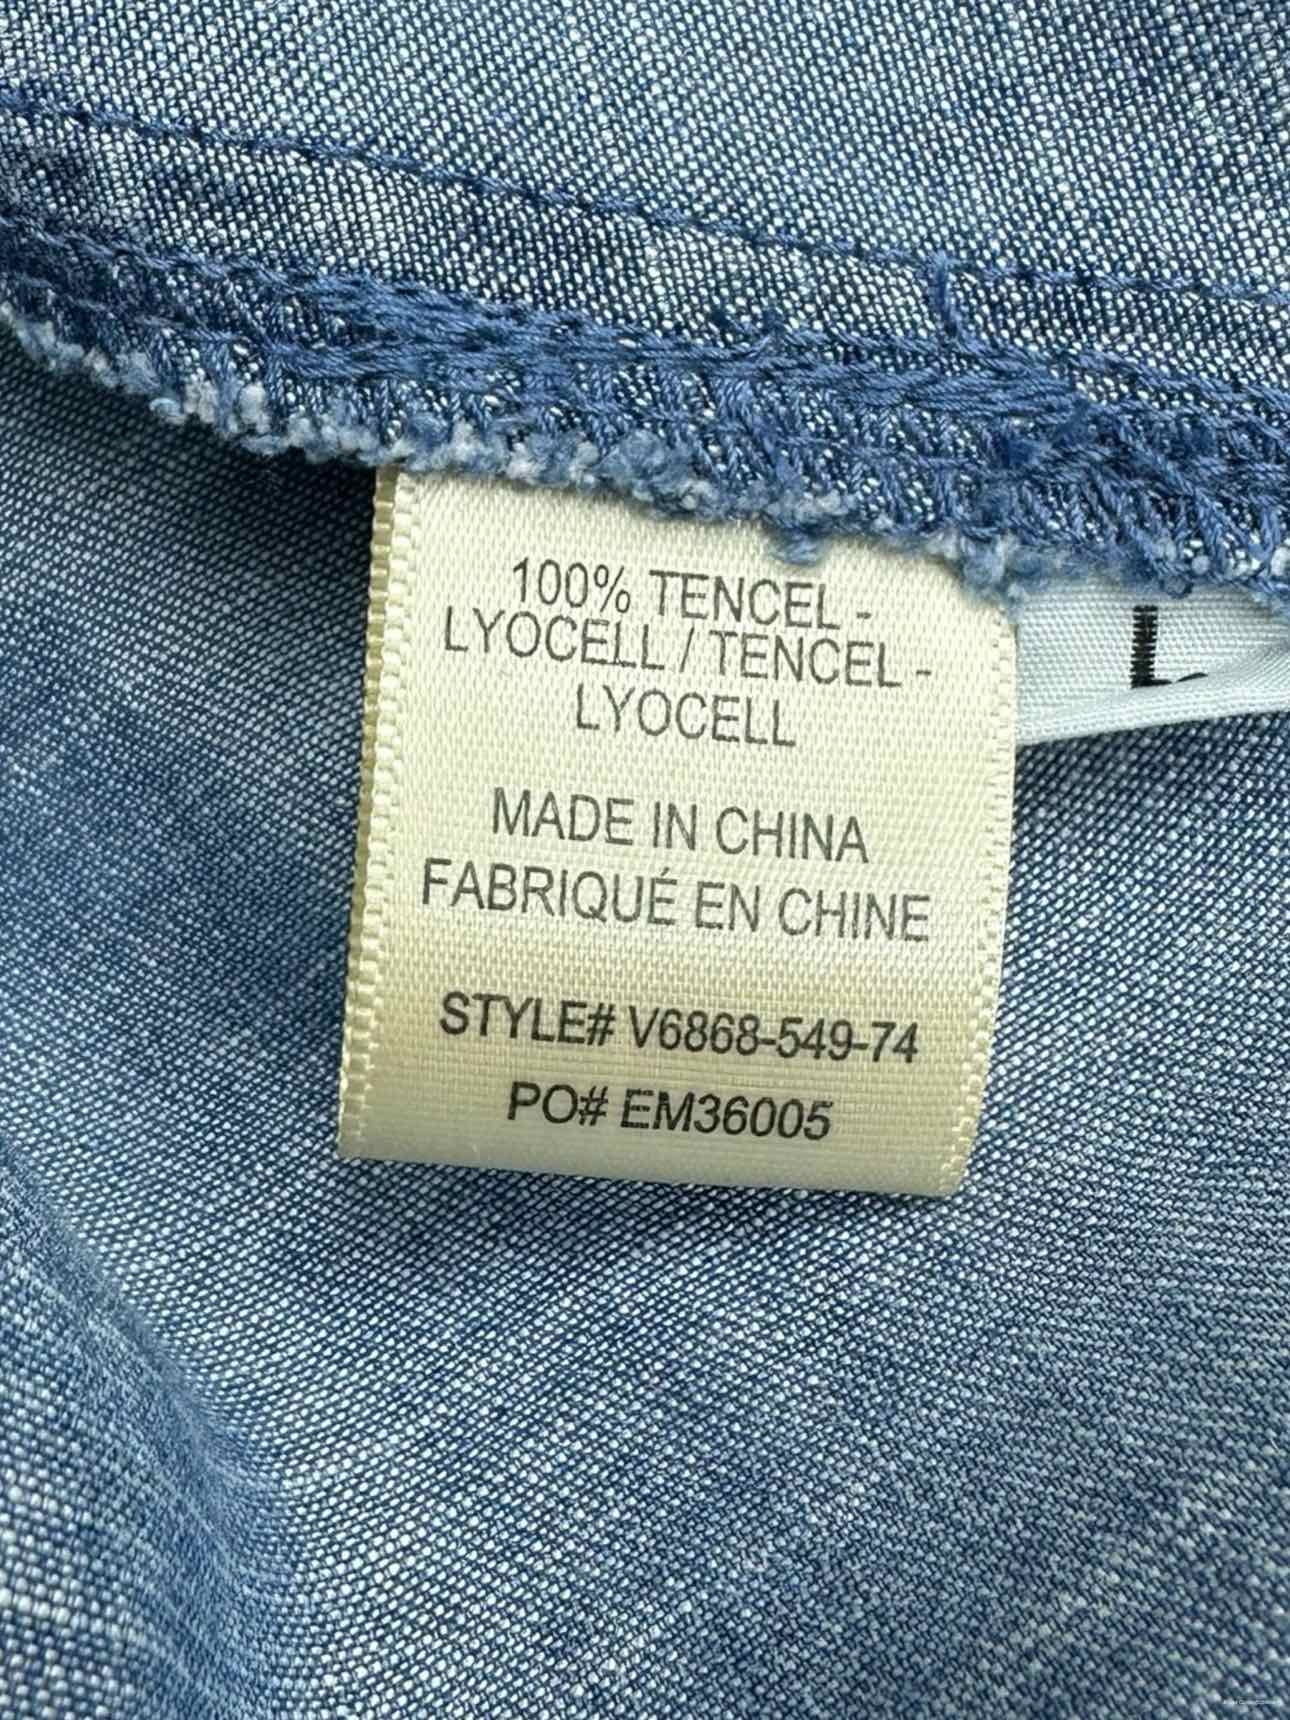 100% TENCEL -
LYOCELL / TENCEL -
LYOCELL
MADE IN CHINA
FABRIQUÉ EN CHINE
STYLE# V6868-549-74
PO# EM36005